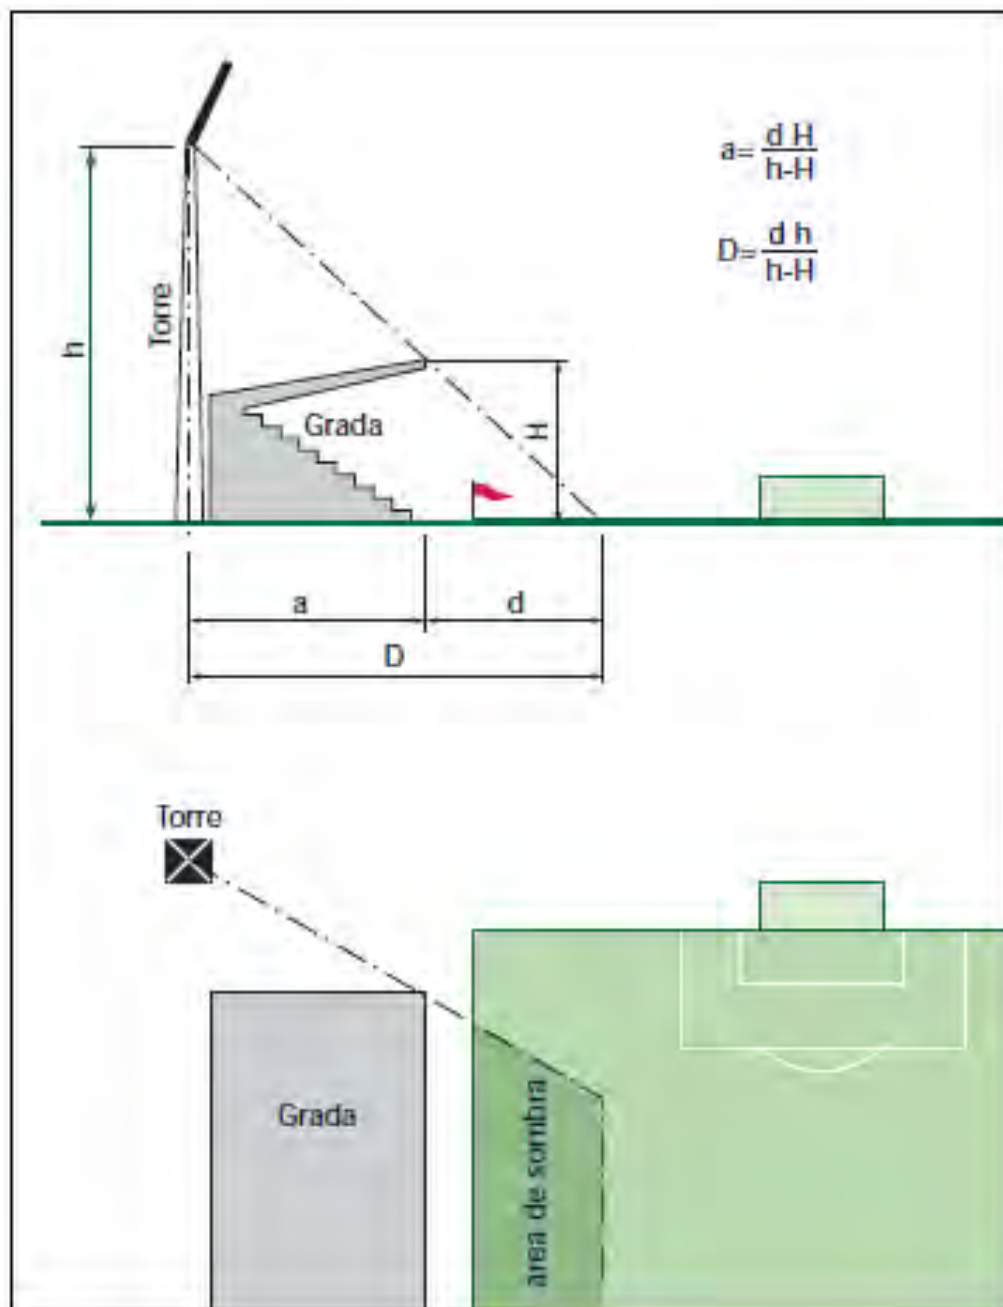 a= d H
h-H
D= d h
h-H
h
Torre
Grada
H
a
d
D
Torre
Grada
área de sombra